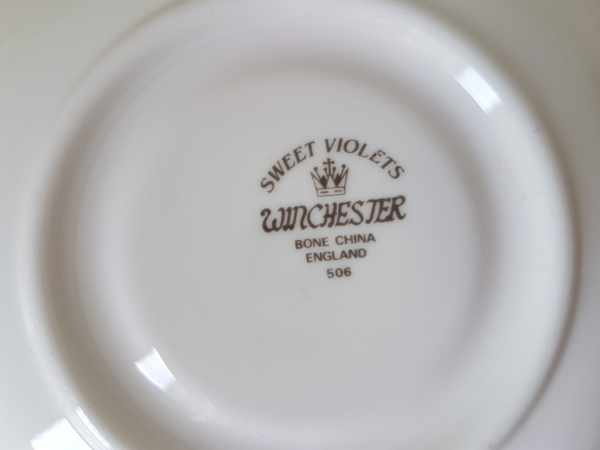 SWEET VIOLETS
WINCHESTER
BONE CHINA
ENGLAND
506